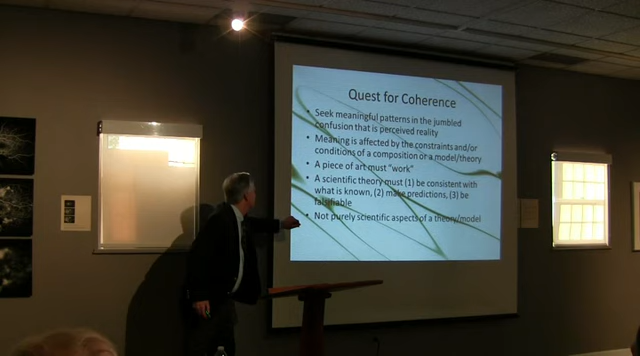 Quest for Coherence
• Seek meaningful patterns in the jumbled
confusion that is perceived reality
• Meaning is affected by the constraints and/or
conditions of a composition or a model/theory
• A piece of art must "work"
• A scientific theory must (1) be consistent with
what is known, (2) make predictions, (3) be
falsifiable
• Not purely scientific aspects of a theory/model